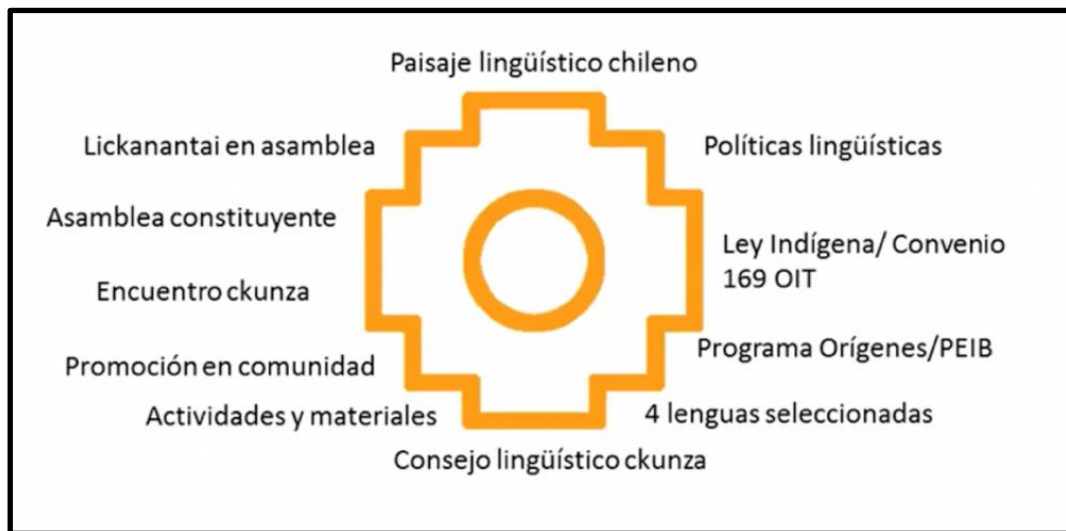 Paisaje lingüístico chileno
Lickanantai en asamblea
Políticas lingüísticas
Asamblea constituyente
Ley Indígena/ Convenio
169 OIT
Encuentro ckunza
Programa Orígenes/PEIB
Promoción en comunidad
Actividades y materiales
4 lenguas seleccionadas
Consejo lingüístico ckunza